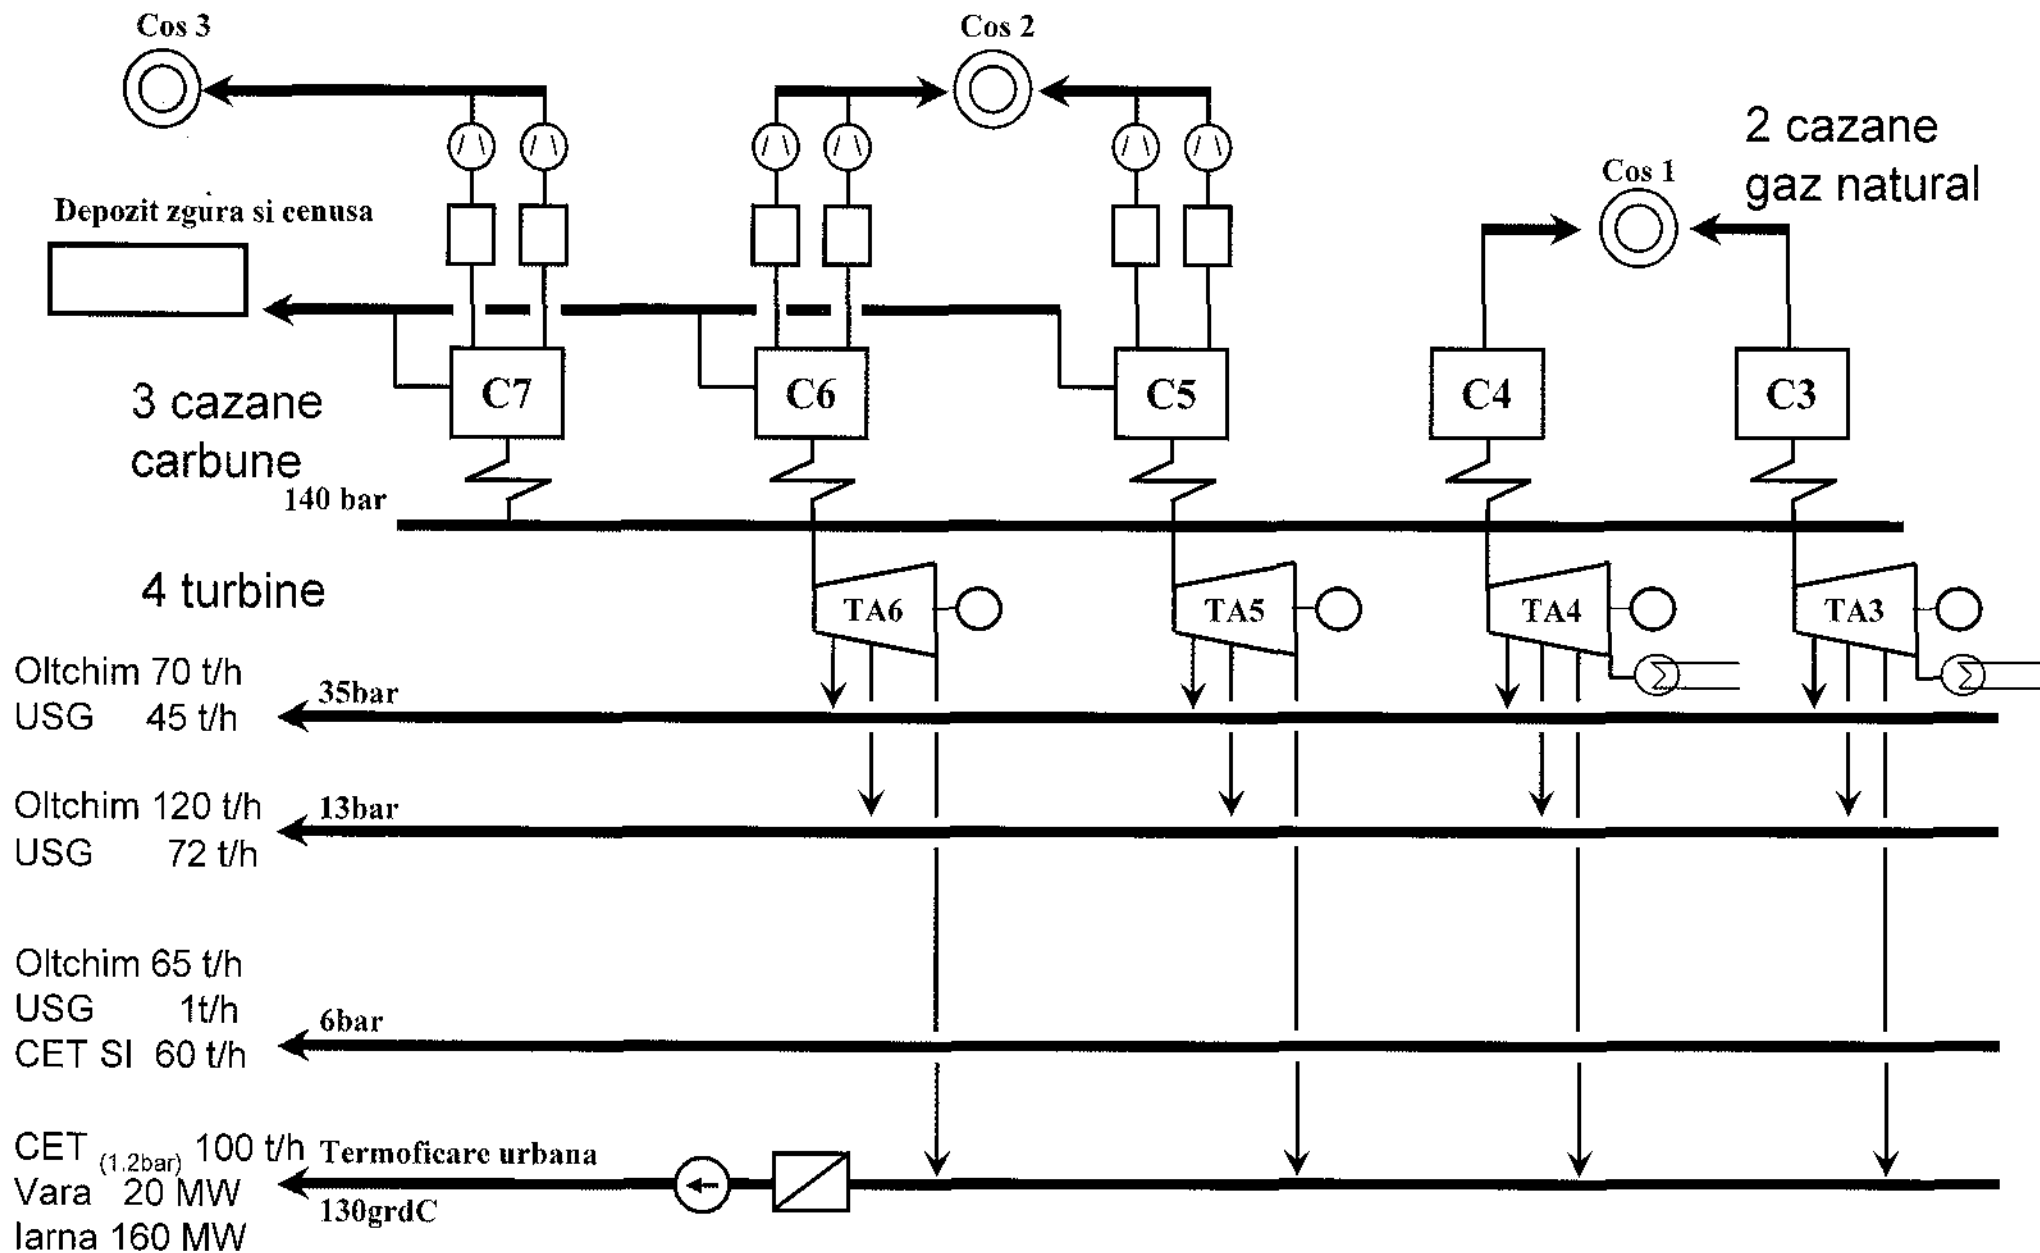 Cos 3
Cos 2
2 cazane
gaz natural
Cos 1
Depozit zgura si cenusa
C7
C6
C5
C4
C3
3 cazane
carbune
140 bar
4 turbine
TA6
TA5
TA4
TA3
Oltchim 70 t/h
USG 45 t/h
35bar
Oltchim 120 t/h
USG 72 t/h
13bar
Oltchim 65 t/h
USG 1t/h
CET SI 60 t/h
6bar
CET (1.2bar) 100 t/h
Vara 20 MW
Iarna 160 MW
Termoficare urbana
130grdC